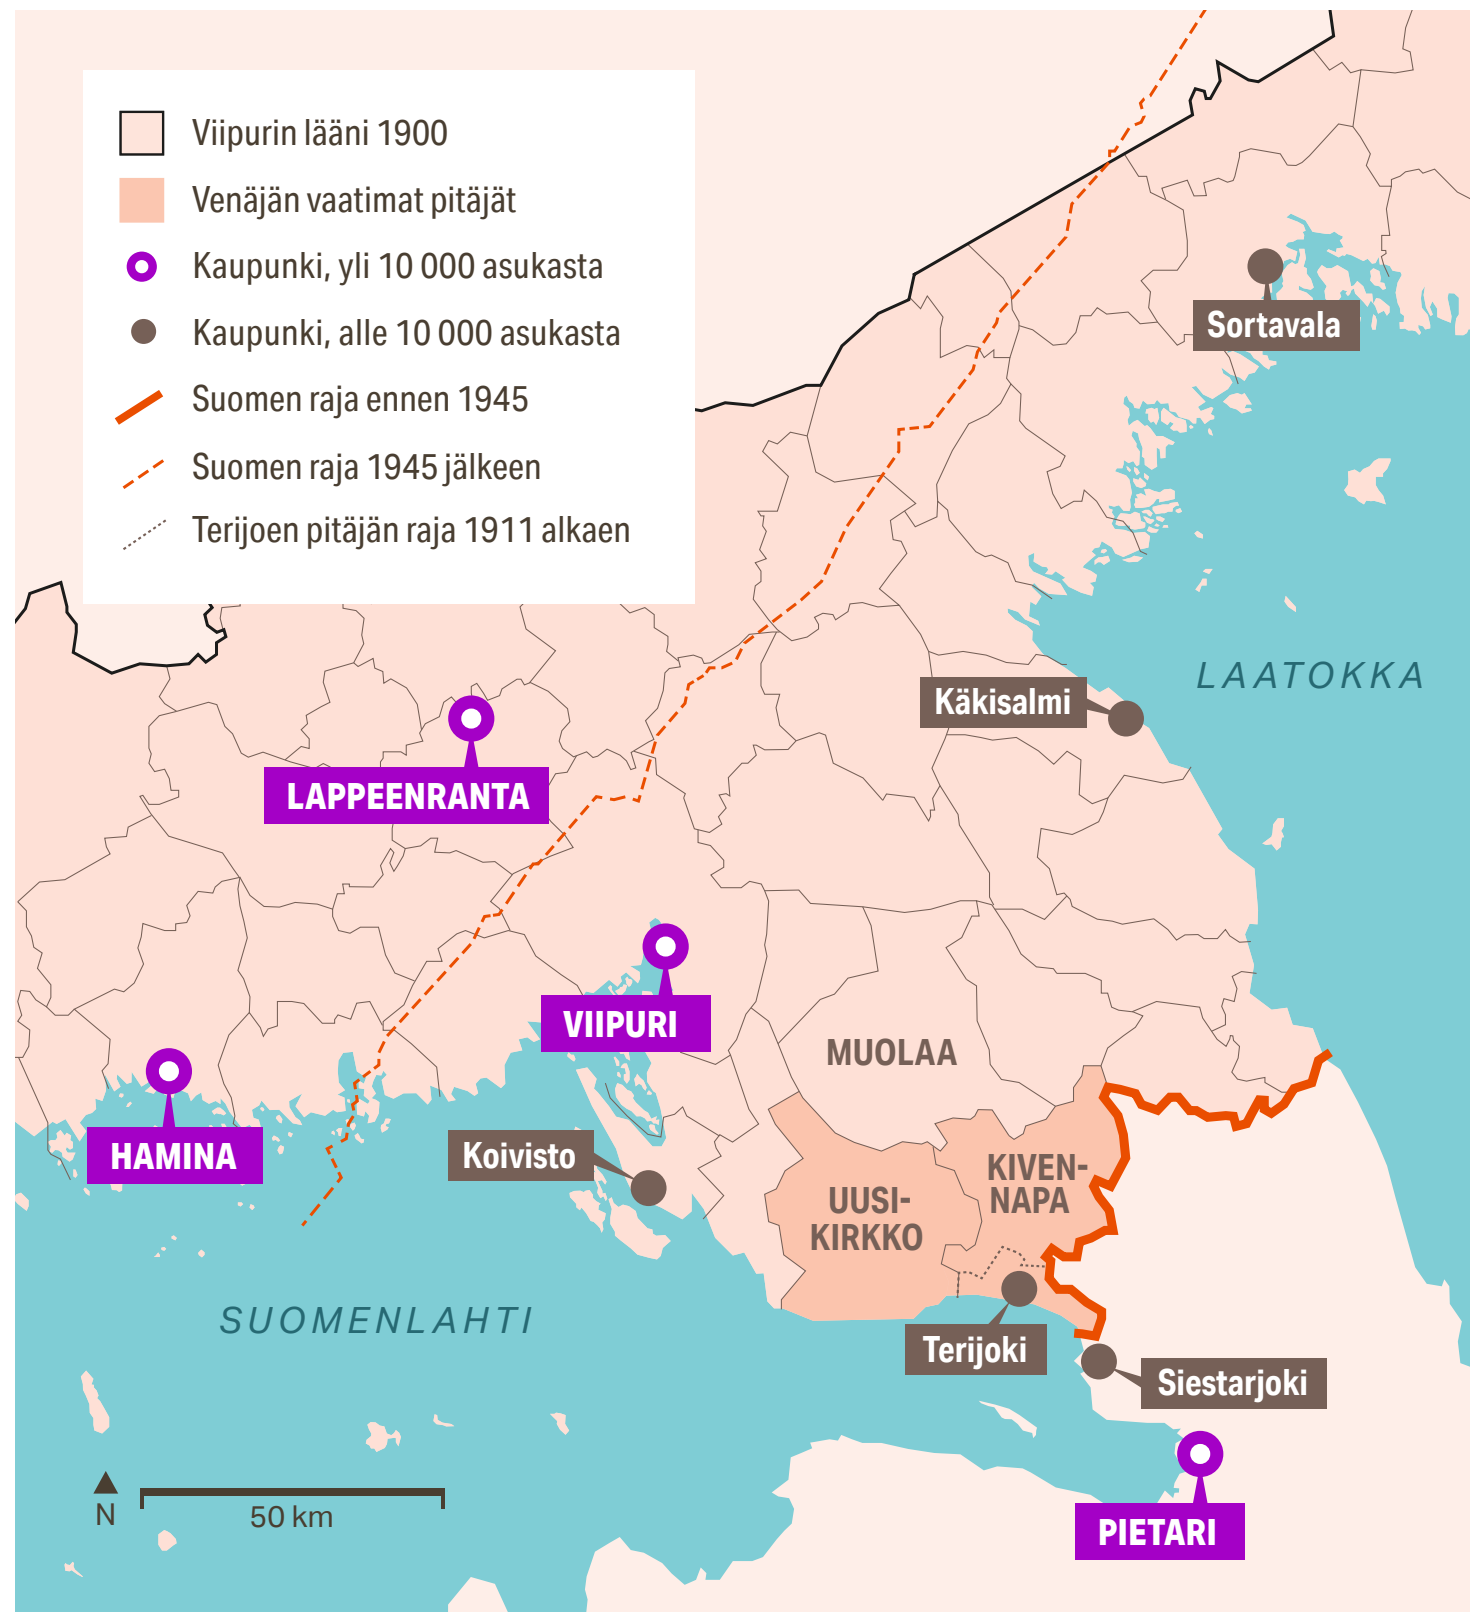 Viipurin lääni 1900
Venäjän vaatimat pitäjät
Kaupunki, yli 10 000 asukasta
Kaupunki, alle 10 000 asukasta
Suomen raja ennen 1945
Suomen raja 1945 jälkeen
Terijoen pitäjän raja 1911 alkaen
Sortavala
LAATOKKA
Käkisalmi
LAPPEENRANTA
VIIPURI
MUOLAA
HAMINA
Koivisto
KIVEN-
NAPA
UUSI-
KIRKKO
SUOMENLAHTI
Terijoki
Siestarjoki
PIETARI
N
50 km